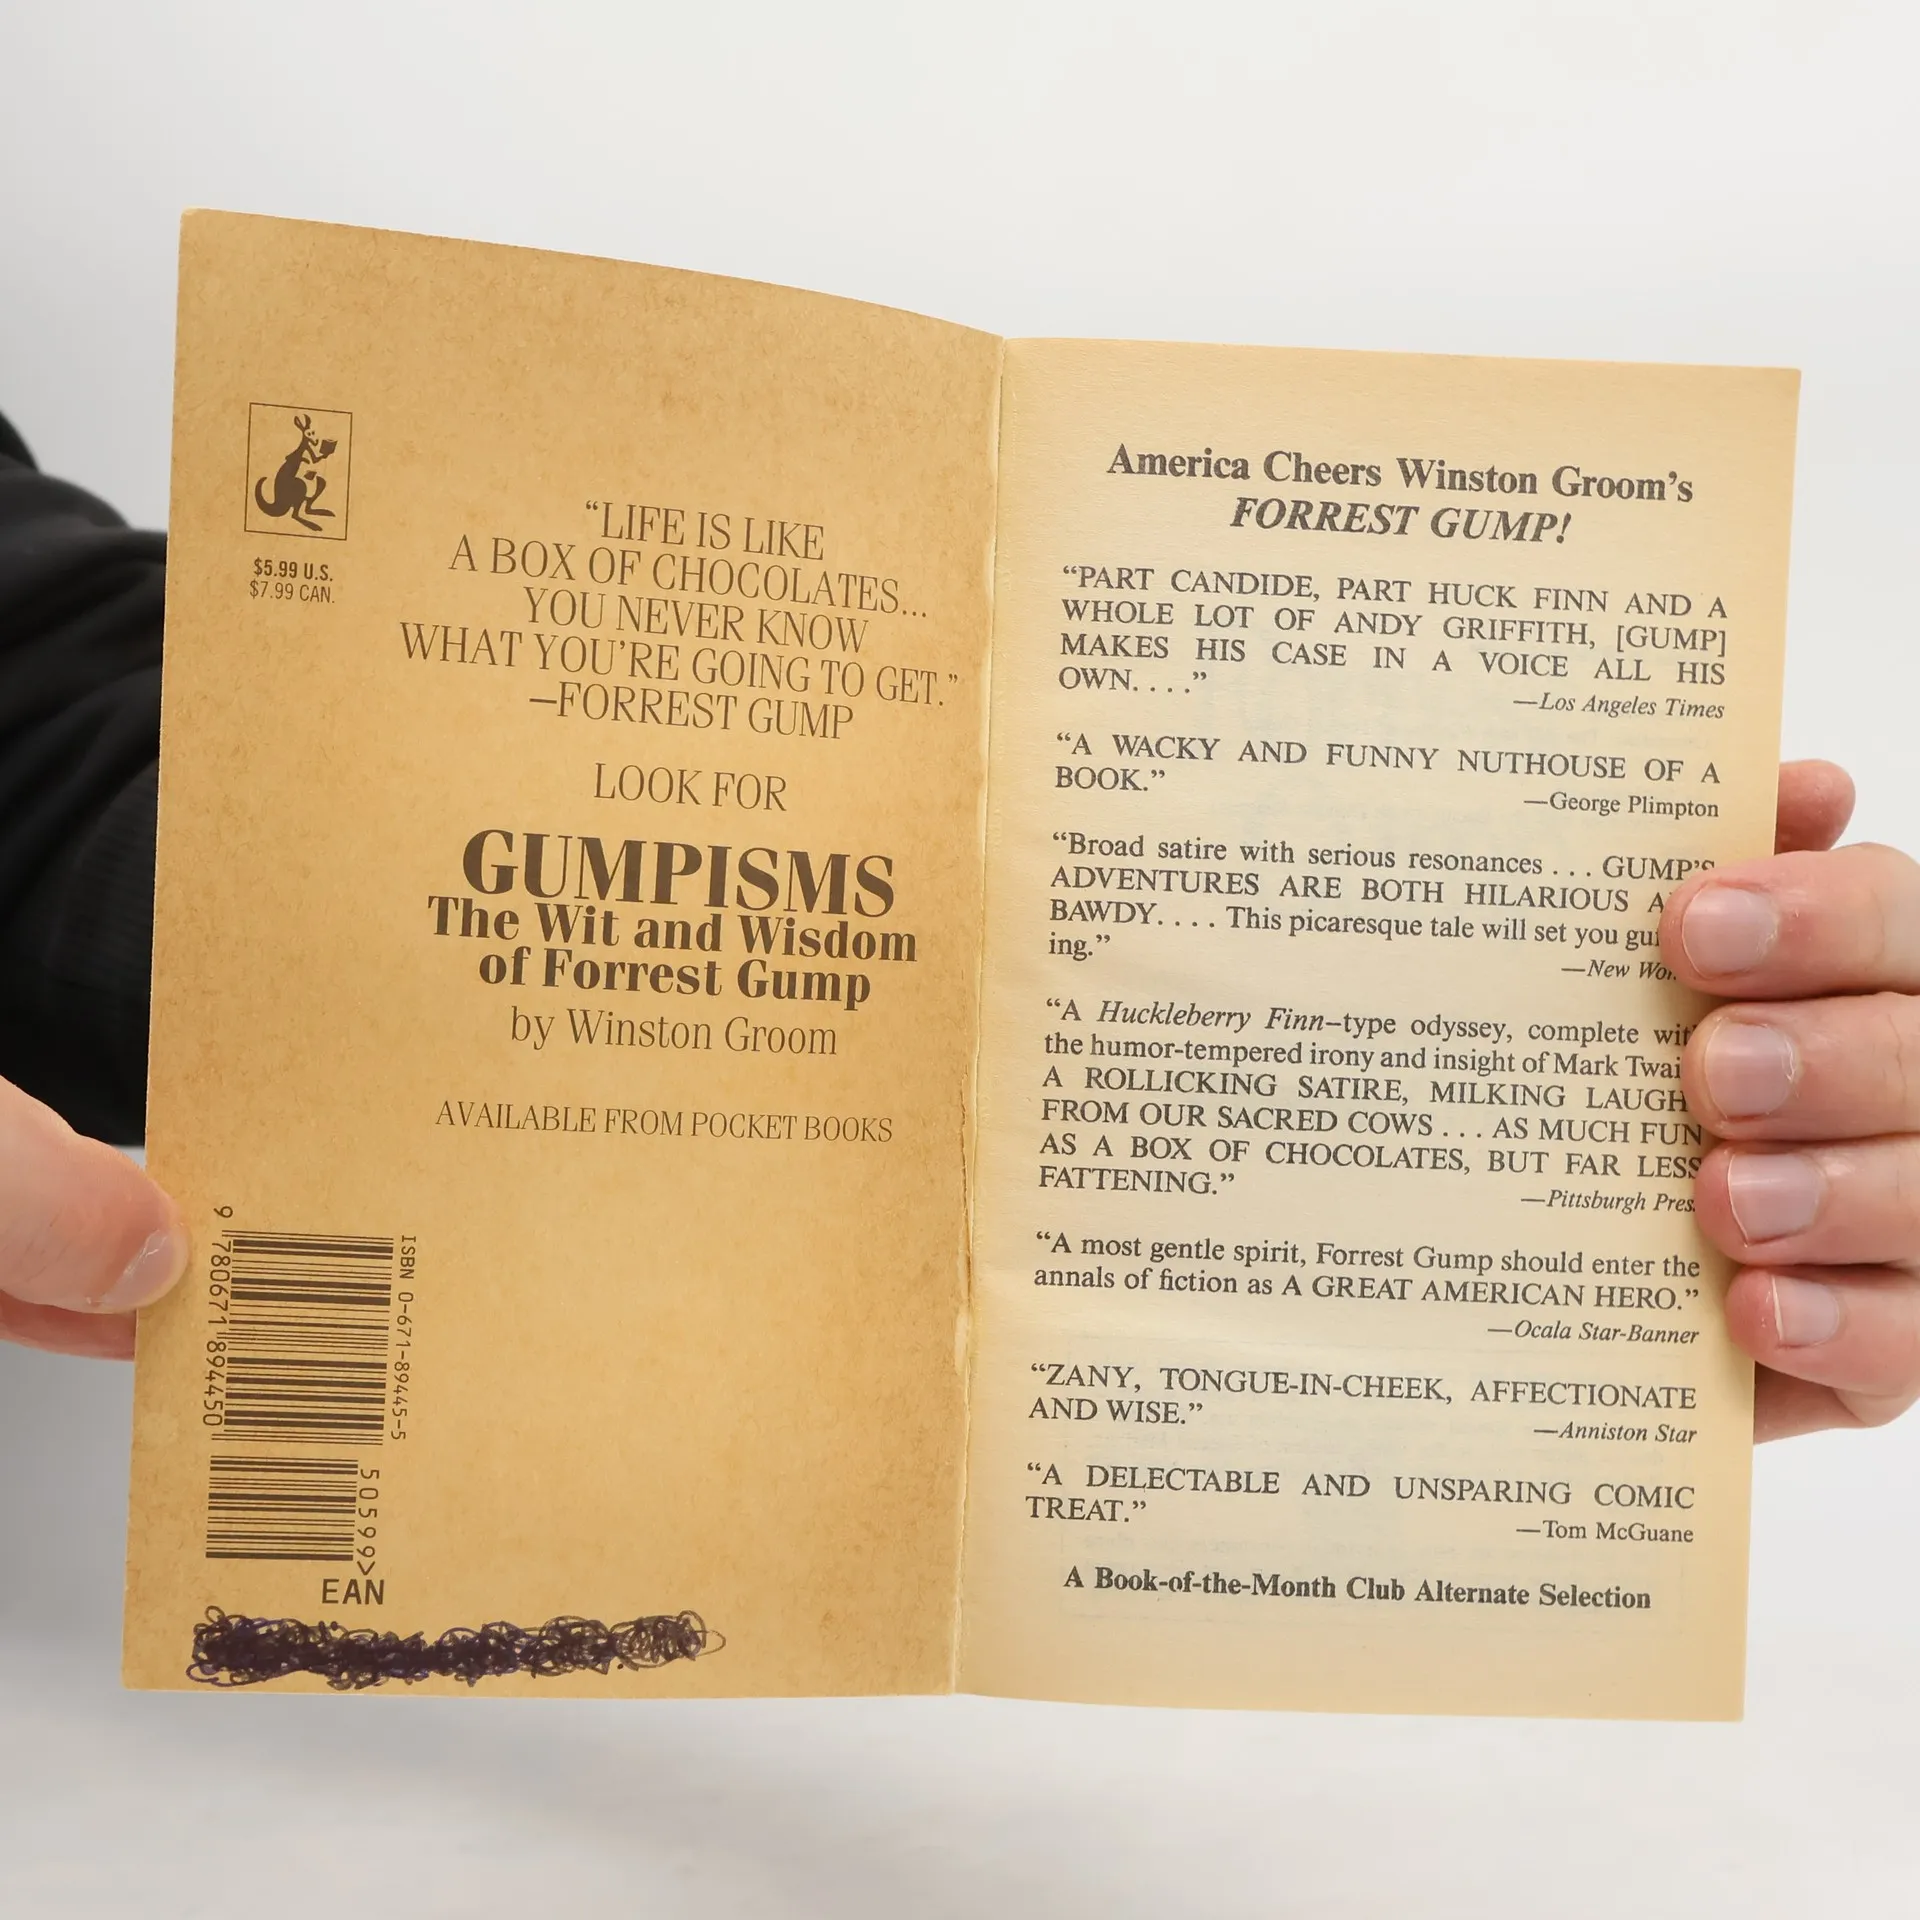 $5.99 U.S.
$7.99 CAN.
“LIFE IS LIKE
A BOX OF CHOCOLATES...
YOU NEVER KNOW
WHAT YOU’RE GOING TO GET.”
–FORREST GUMP
LOOK FOR
GUMPISMS
The Wit and Wisdom
of Forrest Gump
by Winston Groom
AVAILABLE FROM POCKET BOOKS
9 780671 894450
ISBN 0-671-89445-5
50599>
EAN
America Cheers Winston Groom’s
FORREST GUMP!
“PART CANDIDE, PART HUCK FINN AND A
WHOLE LOT OF ANDY GRIFFITH, [GUMP]
MAKES HIS CASE IN A VOICE ALL HIS
OWN. . . .”
—Los Angeles Times
“A WACKY AND FUNNY NUTHOUSE OF A
BOOK.”
—George Plimpton
“Broad satire with serious resonances . . . GUMP’S
ADVENTURES ARE BOTH HILARIOUS
BAWDY. . . . This picaresque tale will set you
ing.”
—New
“A Huckleberry Finn–type odyssey, complete with
the humor-tempered irony and insight of Mark
A ROLLICKING SATIRE, MILKING
FROM OUR SACRED COWS . . . AS MUCH FUN
AS A BOX OF CHOCOLATES, BUT FAR LESS
FATTENING.”
—Pittsburgh Press
“A most gentle spirit, Forrest Gump should enter the
annals of fiction as A GREAT AMERICAN HERO.”
—Ocala Star-Banner
“ZANY, TONGUE-IN-CHEEK, AFFECTIONATE
AND WISE.”
—Anniston Star
“A DELECTABLE AND UNSPARING COMIC
TREAT.”
—Tom McGuane
A Book-of-the-Month Club Alternate Selection